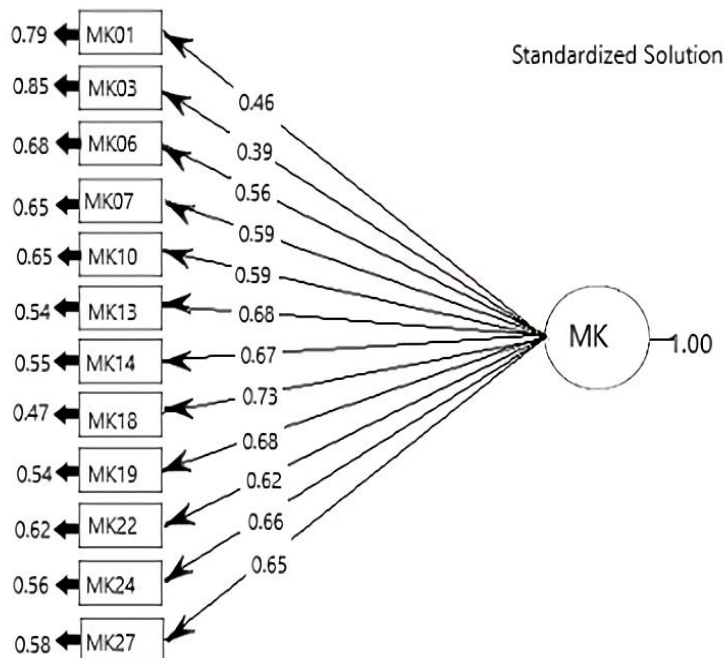 Standardized Solution
0.79 MK01 0.46
0.85 MK03 0.39
0.68 MK06 0.56
0.65 MK07 0.59
0.65 MK10 0.59
0.54 MK13 0.68
0.55 MK14 0.67
0.47 MK18 0.73
0.54 MK19 0.68
0.62 MK22 0.62
0.56 MK24 0.66
0.58 MK27 0.65
MK 1.00